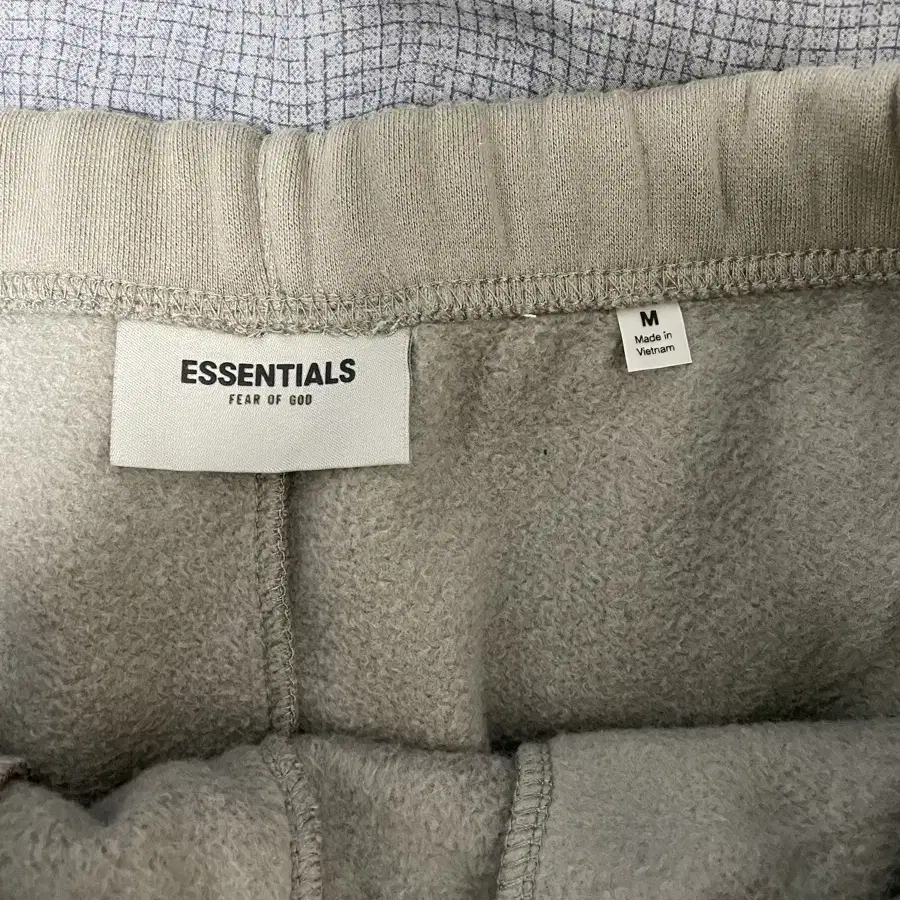 ESSENTIALS
FEAR OF GOD
M
Made in
Vietnam